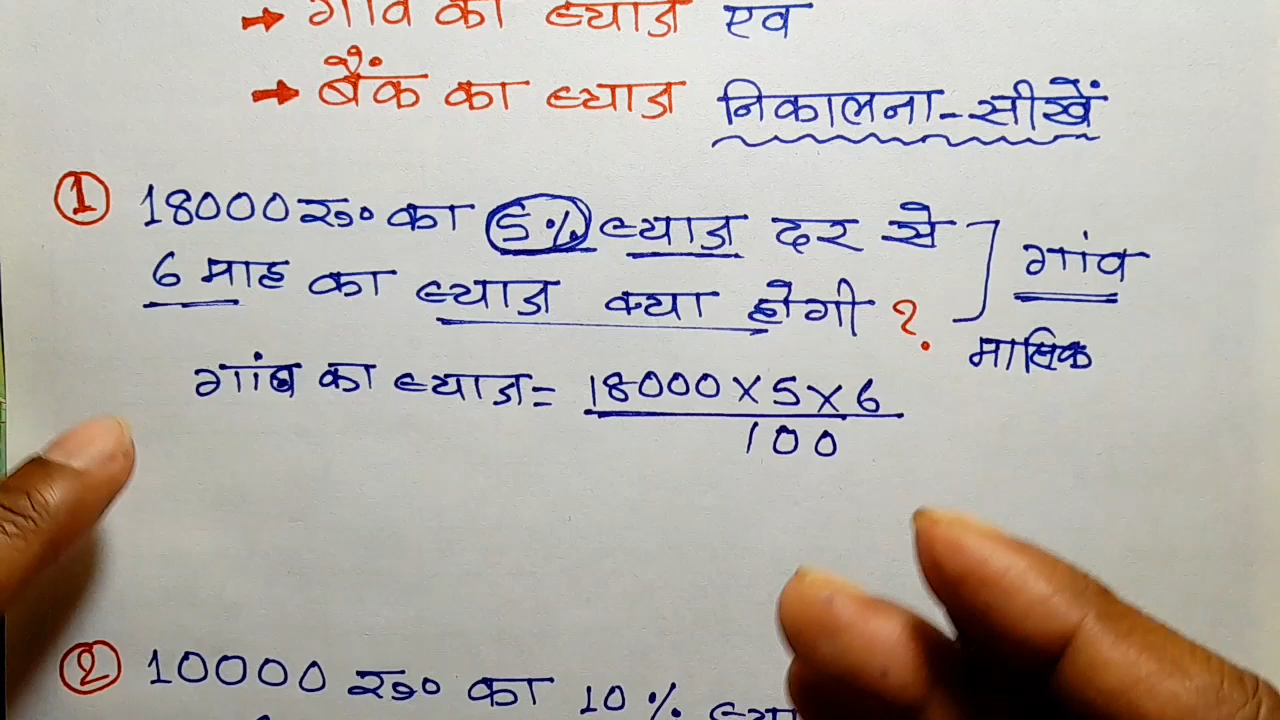 → गांव का ब्याज एवं
→ बैंक का ब्याज निकालना-सीखें
① 18000 रु० का 5% ब्याज दर से
6 माह का ब्याज क्या होगी ?
गांव
मासिक
गांव का ब्याज = 18000 × 5 × 6
100
② 10000 रु० का 10%